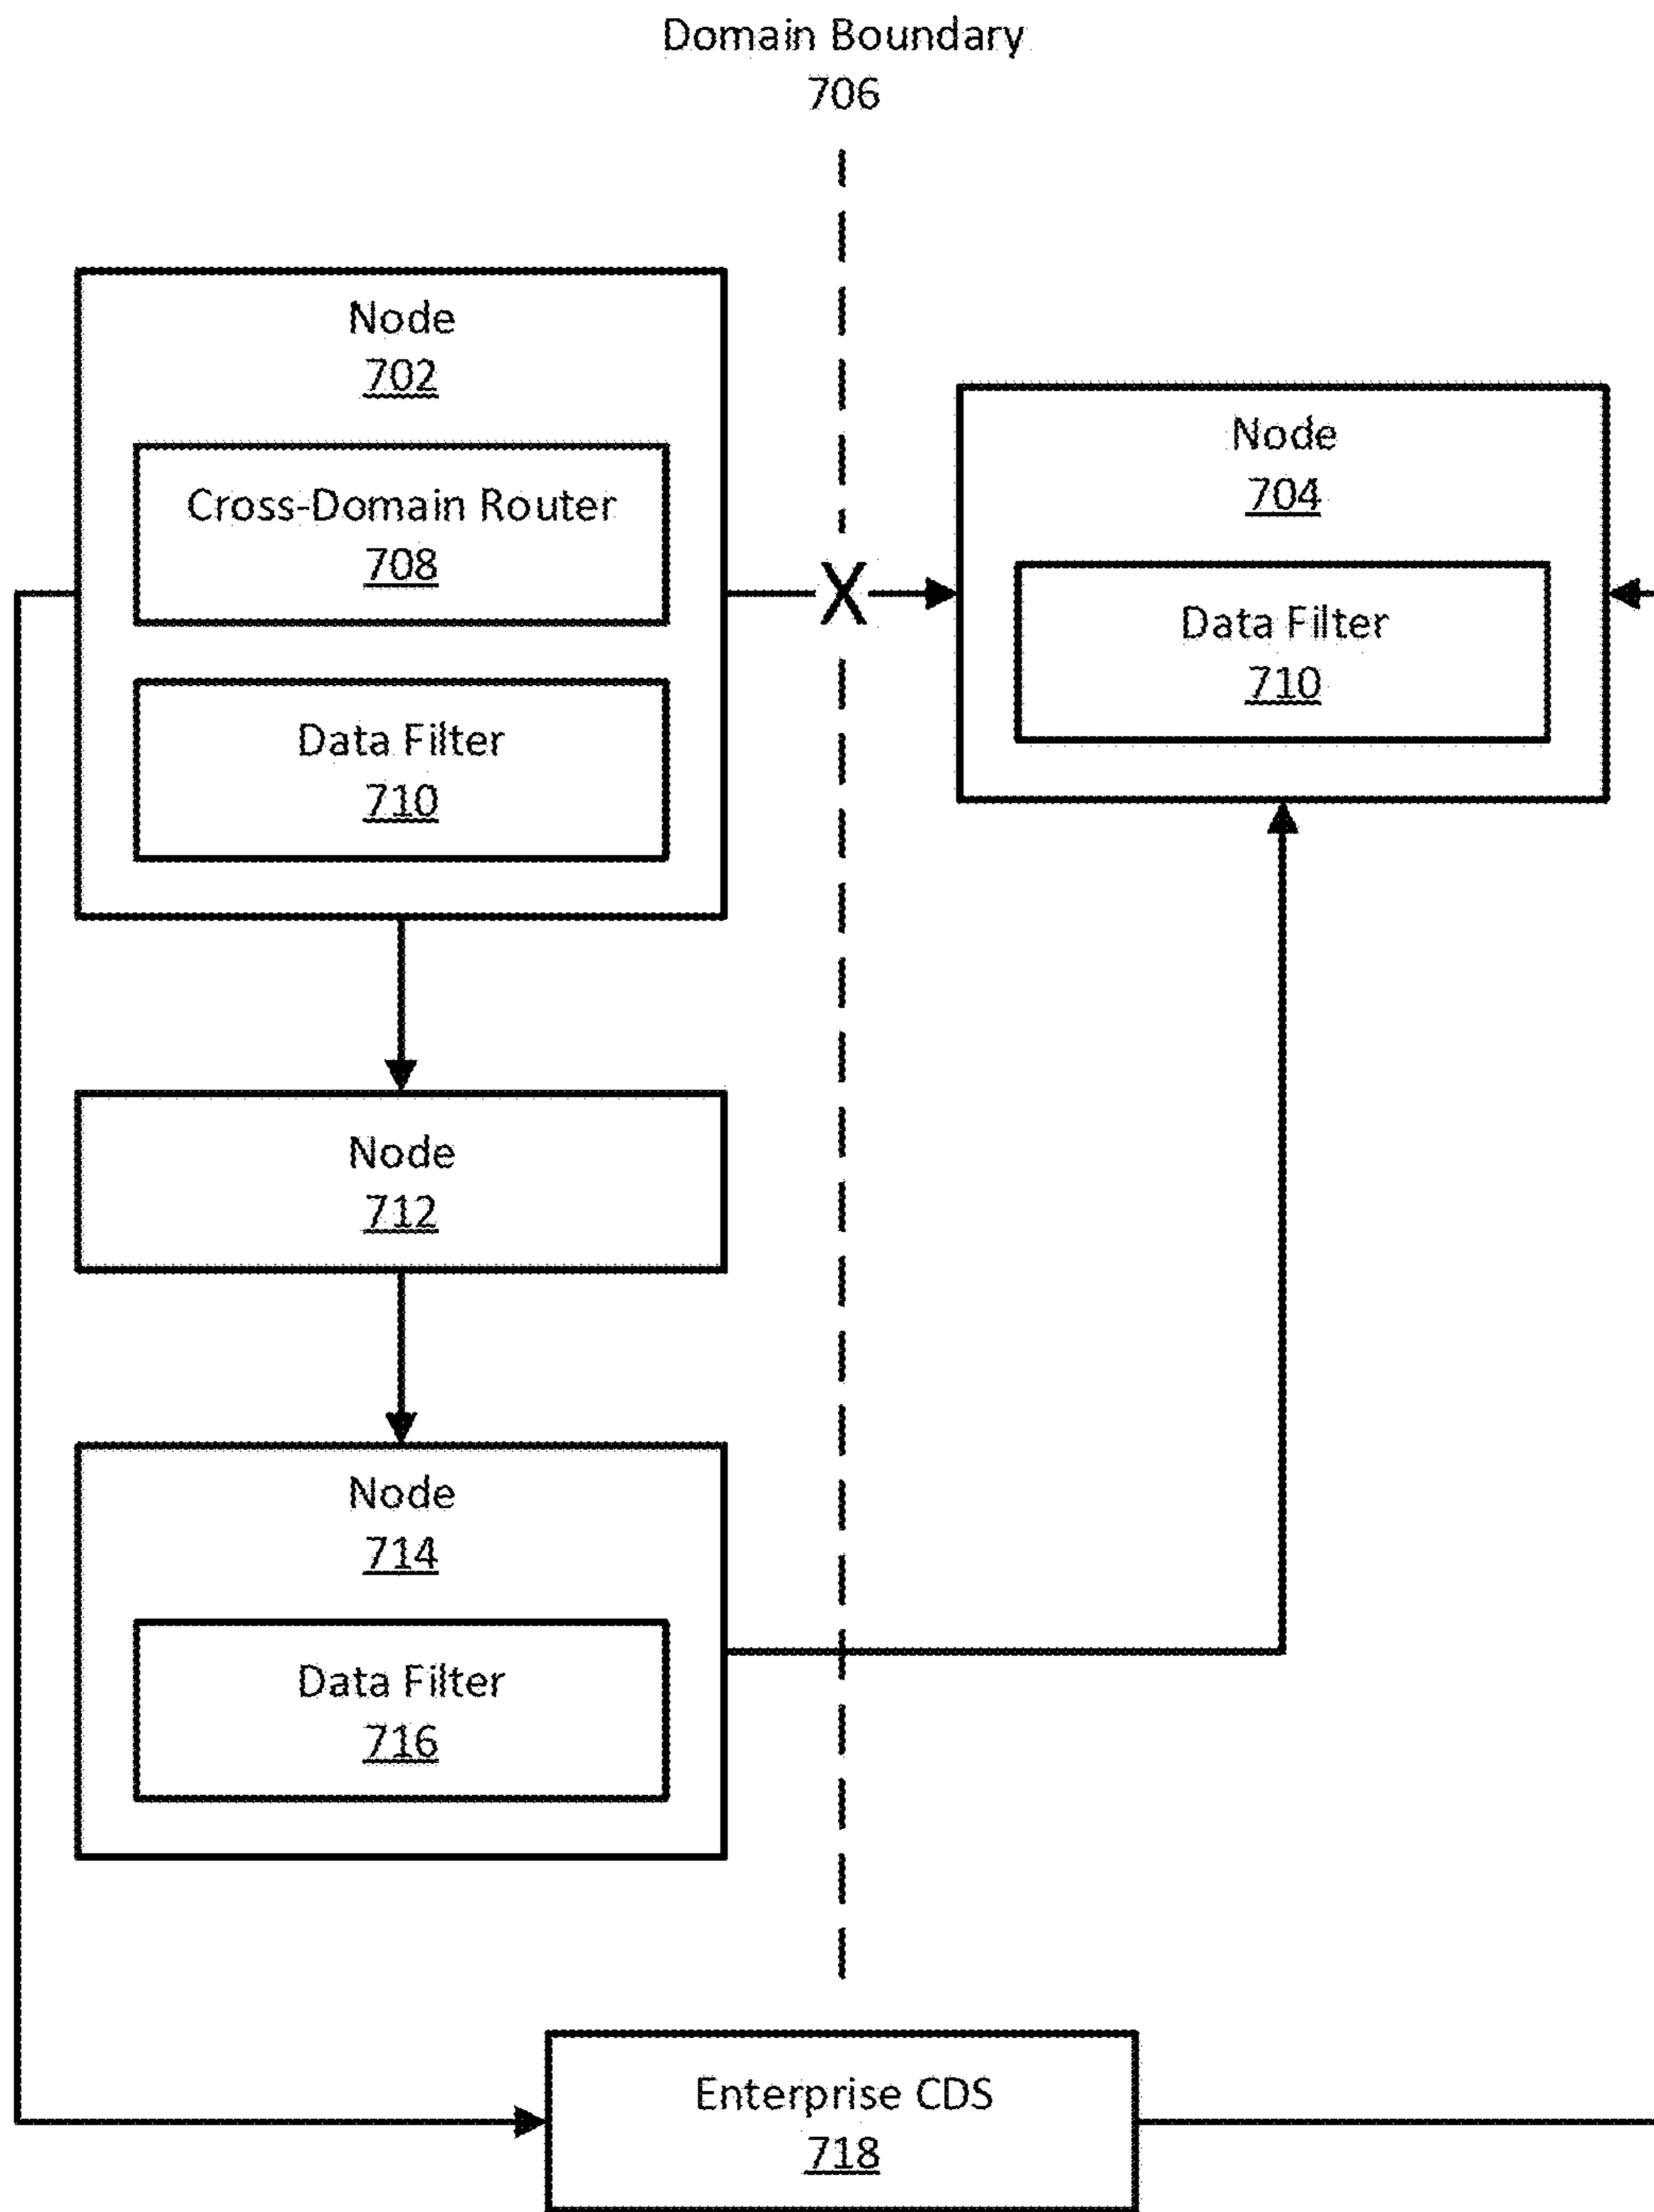 Domain Boundary
706
Node
702
Cross-Domain Router
708
Data Filter
710
X
Node
704
Data Filter
710
Node
712
Node
714
Data Filter
716
Enterprise CDS
718